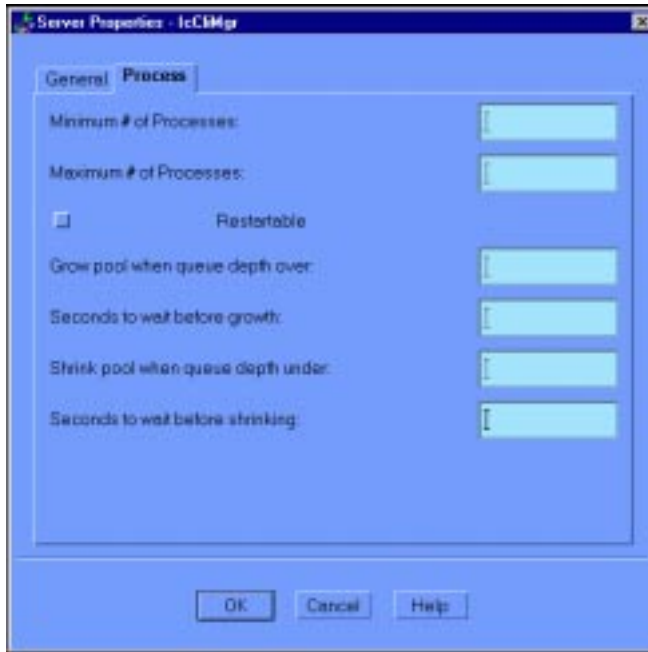 Server Properties - IcCliMgr
General Process
Minimum # of Processes:
Maximum # of Processes:
Restartable
Grow pool when queue depth over:
Seconds to wait before growth:
Shrink pool when queue depth under:
Seconds to wait before shrinking:
OK Cancel Help